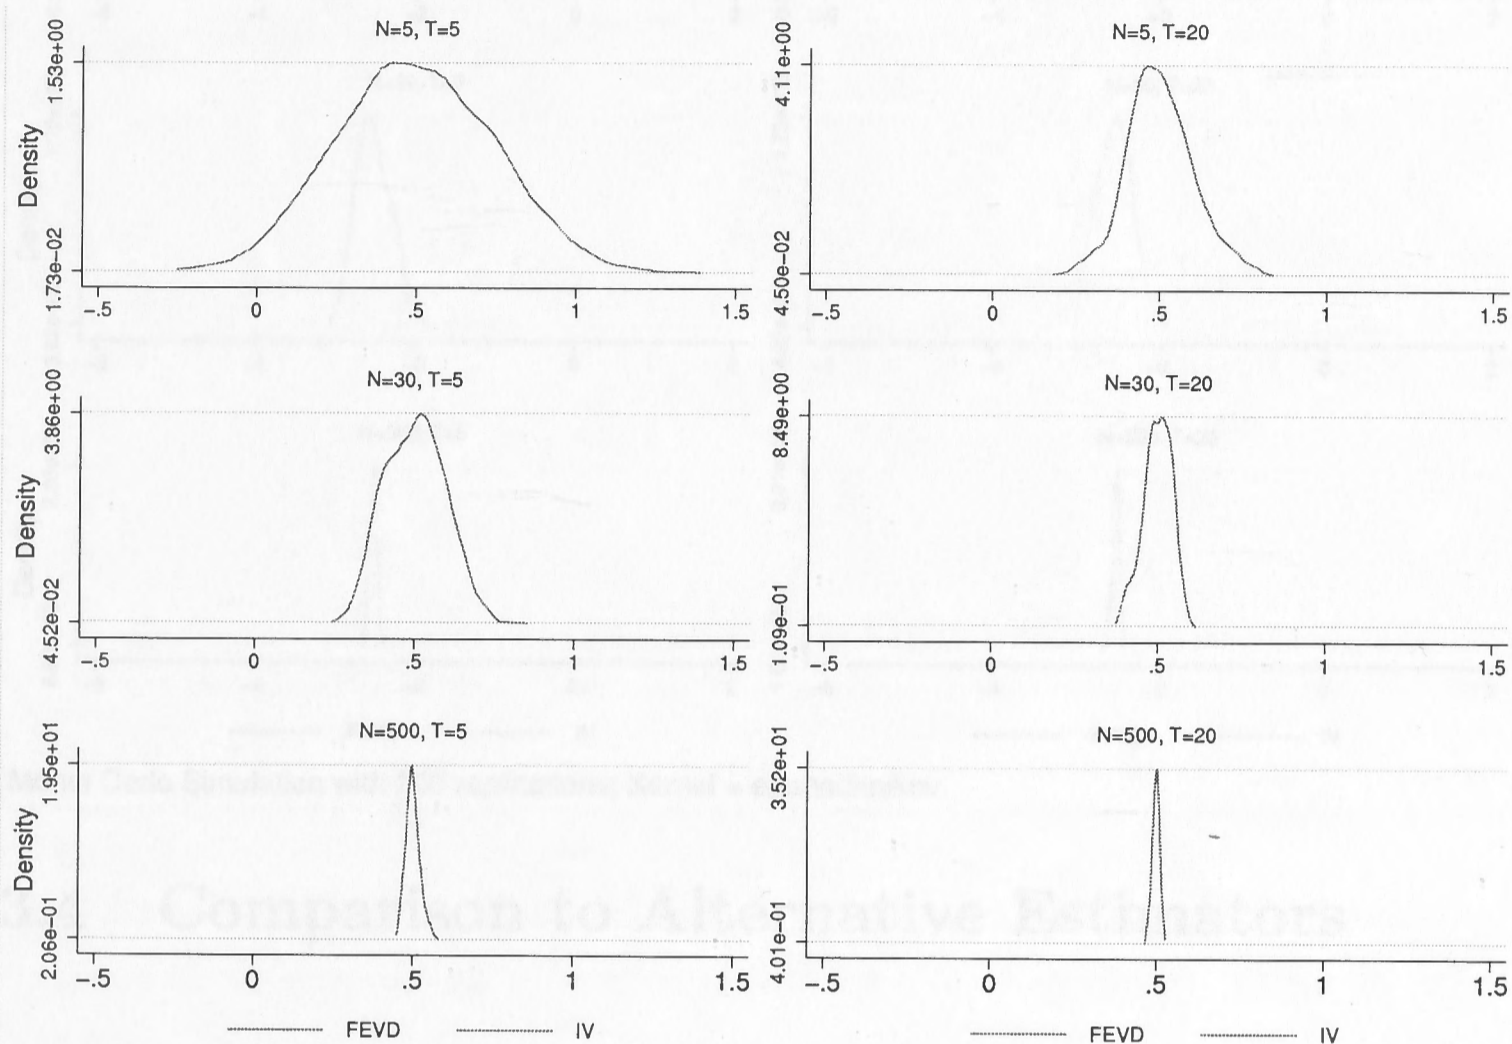 N=5, T=5
Density
1.53e+00
1.73e−02
−.5 0 .5 1 1.5
N=5, T=20
4.11e+00
4.50e−02
−.5 0 .5 1 1.5
N=30, T=5
Density
3.86e+00
4.52e−02
−.5 0 .5 1 1.5
N=30, T=20
8.49e+00
1.09e−01
−.5 0 .5 1 1.5
N=500, T=5
Density
1.95e+01
2.06e−01
−.5 0 .5 1 1.5
N=500, T=20
3.52e+01
4.01e−01
−.5 0 .5 1 1.5
FEVD IV
FEVD IV
Comparison to Alternative Estimators